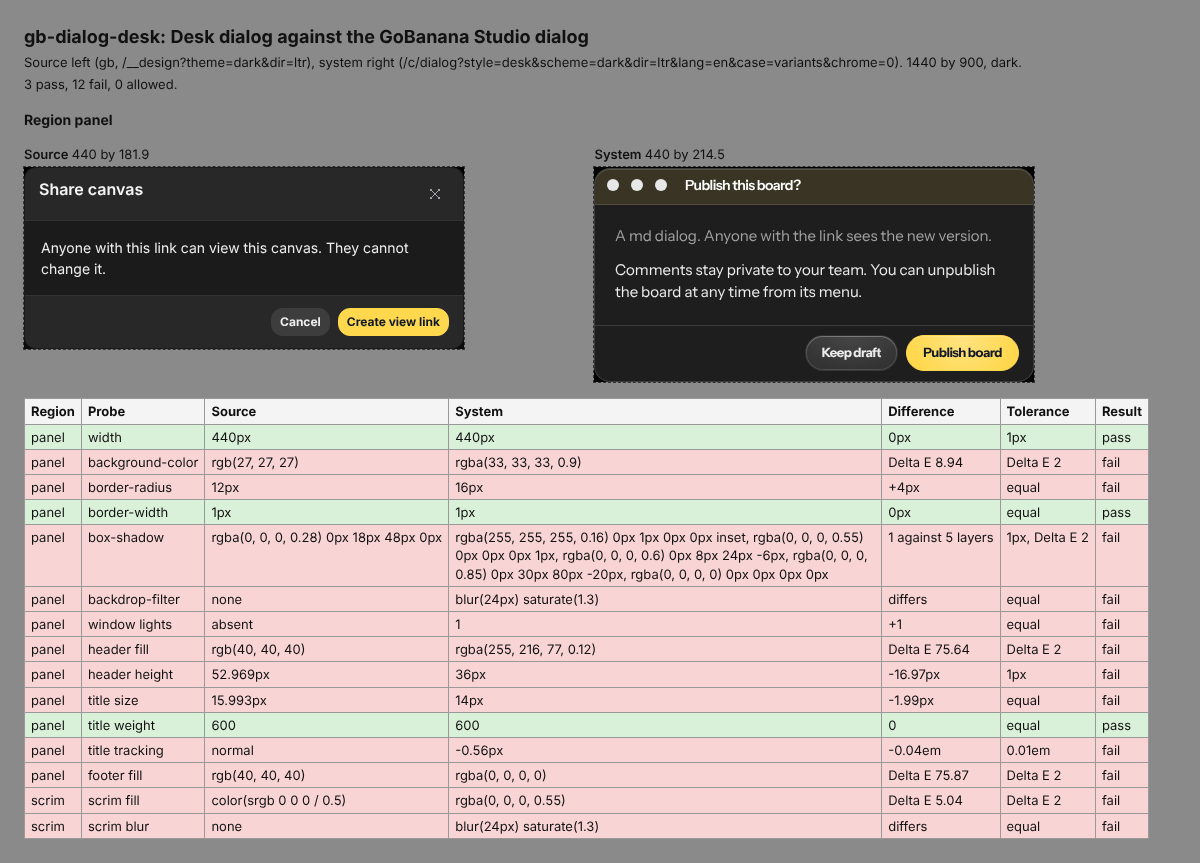 gb-dialog-desk: Desk dialog against the GoBanana Studio dialog
Source left (gb, /__design?theme=dark&dir=ltr), system right (/c/dialog?style=desk&scheme=dark&dir=ltr&lang=en&case=variants&chrome=0). 1440 by 900, dark.
3 pass, 12 fail, 0 allowed.
Region panel
Source 440 by 181.9
Share canvas
Anyone with this link can view this canvas. They cannot
change it.
Cancel Create view link
System 440 by 214.5
Publish this board?
A md dialog. Anyone with the link sees the new version.
Comments stay private to your team. You can unpublish
the board at any time from its menu.
Keep draft Publish board
Region Probe Source System Difference Tolerance Result
panel width 440px 440px 0px 1px pass
panel background-color rgb(27, 27, 27) rgba(33, 33, 33, 0.9) Delta E 8.94 Delta E 2 fail
panel border-radius 12px 16px +4px equal fail
panel border-width 1px 1px 0px equal pass
panel box-shadow rgba(0, 0, 0, 0.28) 0px 18px 48px 0px rgba(255, 255, 255, 0.16) 0px 1px 0px 0px inset, rgba(0, 0, 0, 0.55) 1 against 5 layers 1px, Delta E 2 fail
0px 0px 0px 1px, rgba(0, 0, 0, 0.6) 0px 8px 24px -6px, rgba(0, 0, 0,
0.85) 0px 30px 80px -20px, rgba(0, 0, 0, 0) 0px 0px 0px 0px
panel backdrop-filter none blur(24px) saturate(1.3) differs equal fail
panel window lights absent 1 +1 equal fail
panel header fill rgb(40, 40, 40) rgba(255, 216, 77, 0.12) Delta E 75.64 Delta E 2 fail
panel header height 52.969px 36px -16.97px 1px fail
panel title size 15.993px 14px -1.99px equal fail
panel title weight 600 600 0 equal pass
panel title tracking normal -0.56px -0.04em 0.01em fail
panel footer fill rgb(40, 40, 40) rgba(0, 0, 0, 0) Delta E 75.87 Delta E 2 fail
scrim scrim fill color(srgb 0 0 0 / 0.5) rgba(0, 0, 0, 0.55) Delta E 5.04 Delta E 2 fail
scrim scrim blur none blur(24px) saturate(1.3) differs equal fail